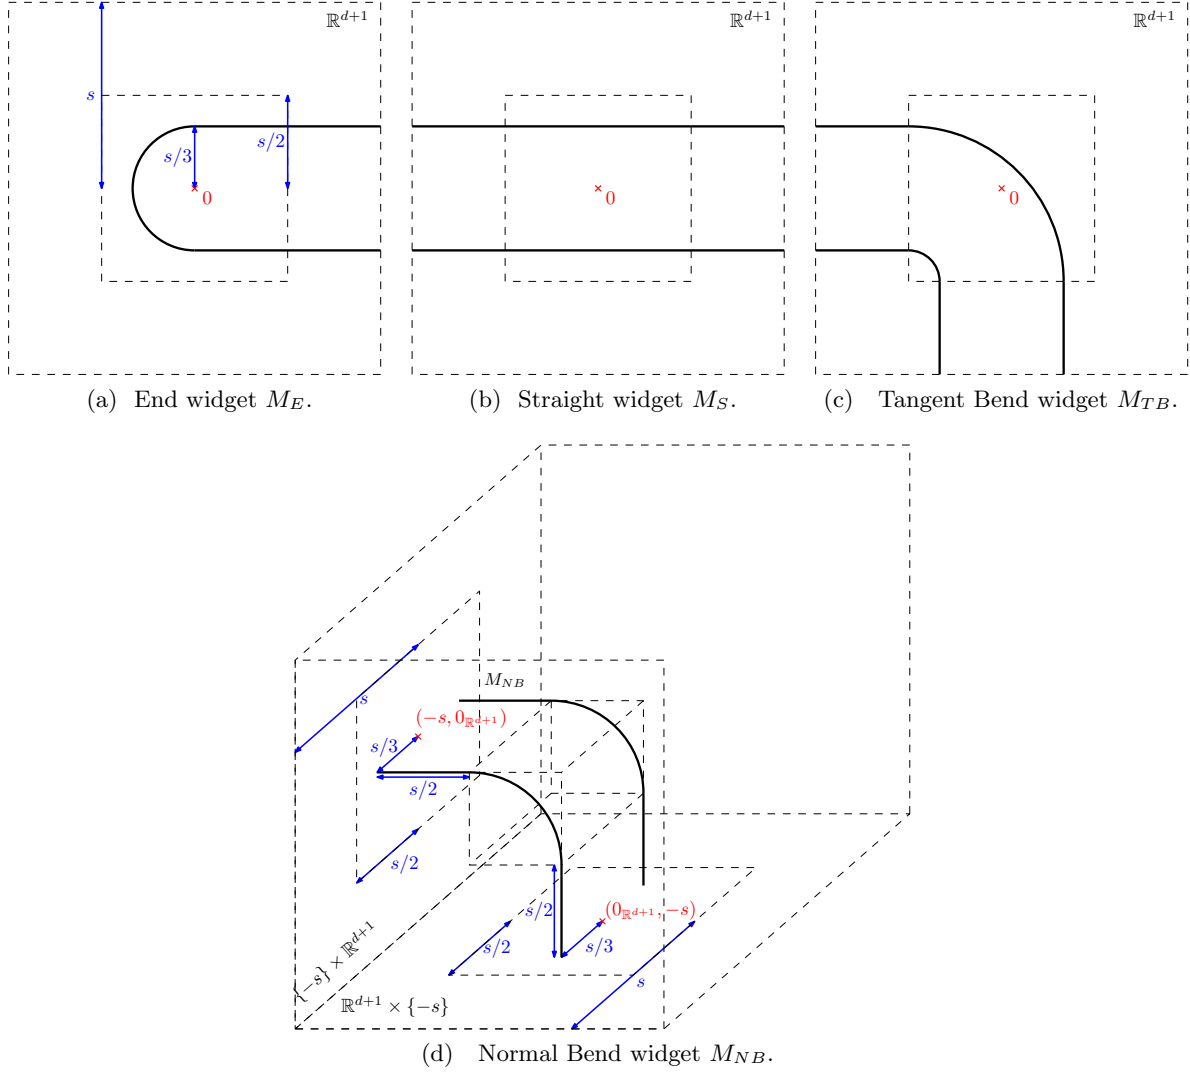 ℝ^{d+1} ℝ^{d+1} ℝ^{d+1}
s
s/3 s/2
0 0 0
(a) End widget M_E. (b) Straight widget M_S. (c) Tangent Bend widget M_{TB}.
M_{NB}
s
(−s, 0_{ℝ^{d+1}})
s/3
s/2
s/2
s/2
(0_{ℝ^{d+1}}, −s)
s/2 s/3
{−s} × ℝ^{d+1}
s
ℝ^{d+1} × {−s}
(d) Normal Bend widget M_{NB}.